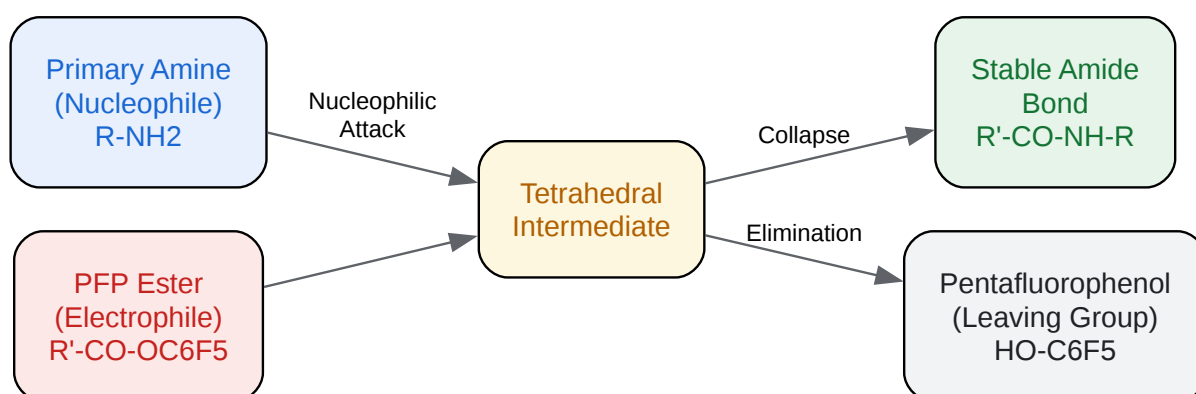 Primary Amine
(Nucleophile)
R-NH2
Nucleophilic
Attack
PFP Ester
(Electrophile)
R'-CO-OC6F5
Tetrahedral
Intermediate
Collapse
Elimination
Stable Amide
Bond
R'-CO-NH-R
Pentafluorophenol
(Leaving Group)
HO-C6F5